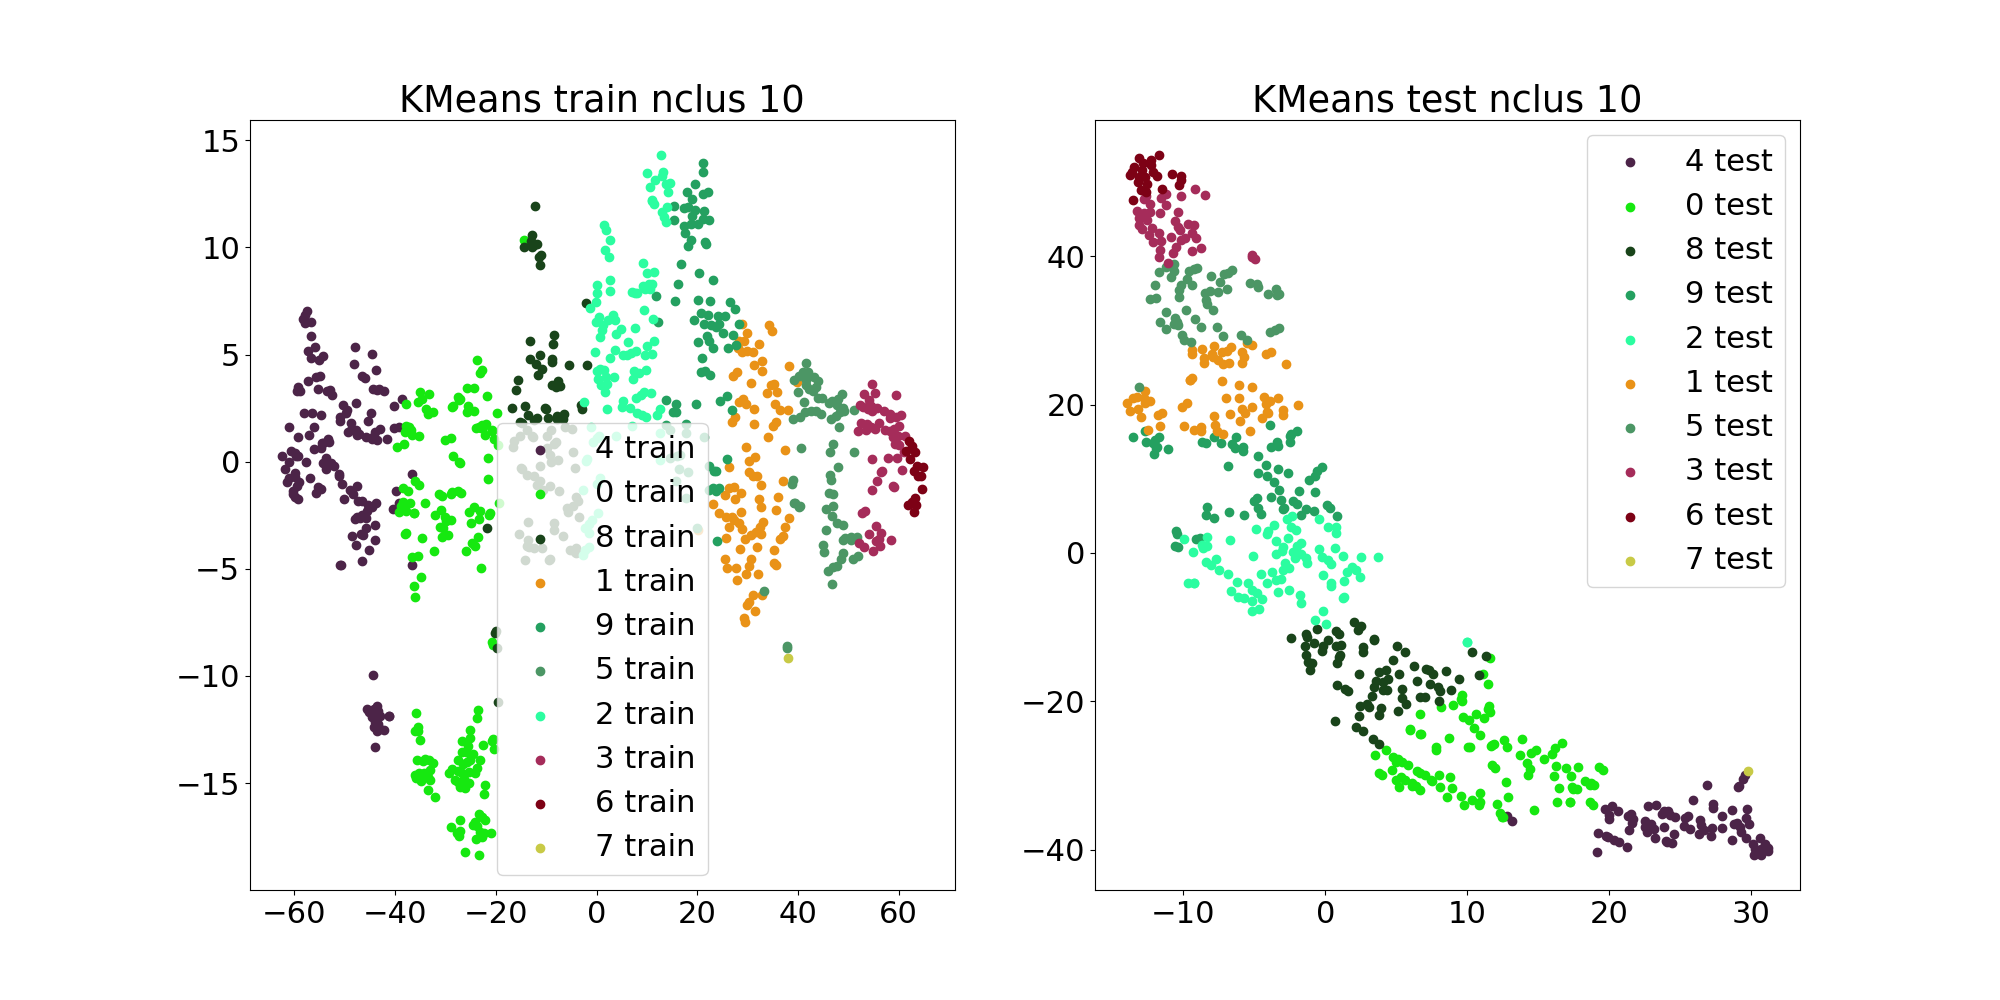 KMeans train nclus 10
15
10
5
0
−5
−10
−15
−60 −40 −20 0 20 40 60
4 train
0 train
8 train
1 train
9 train
5 train
2 train
3 train
6 train
7 train
KMeans test nclus 10
40
20
0
−20
−40
−10 0 10 20 30
4 test
0 test
8 test
9 test
2 test
1 test
5 test
3 test
6 test
7 test